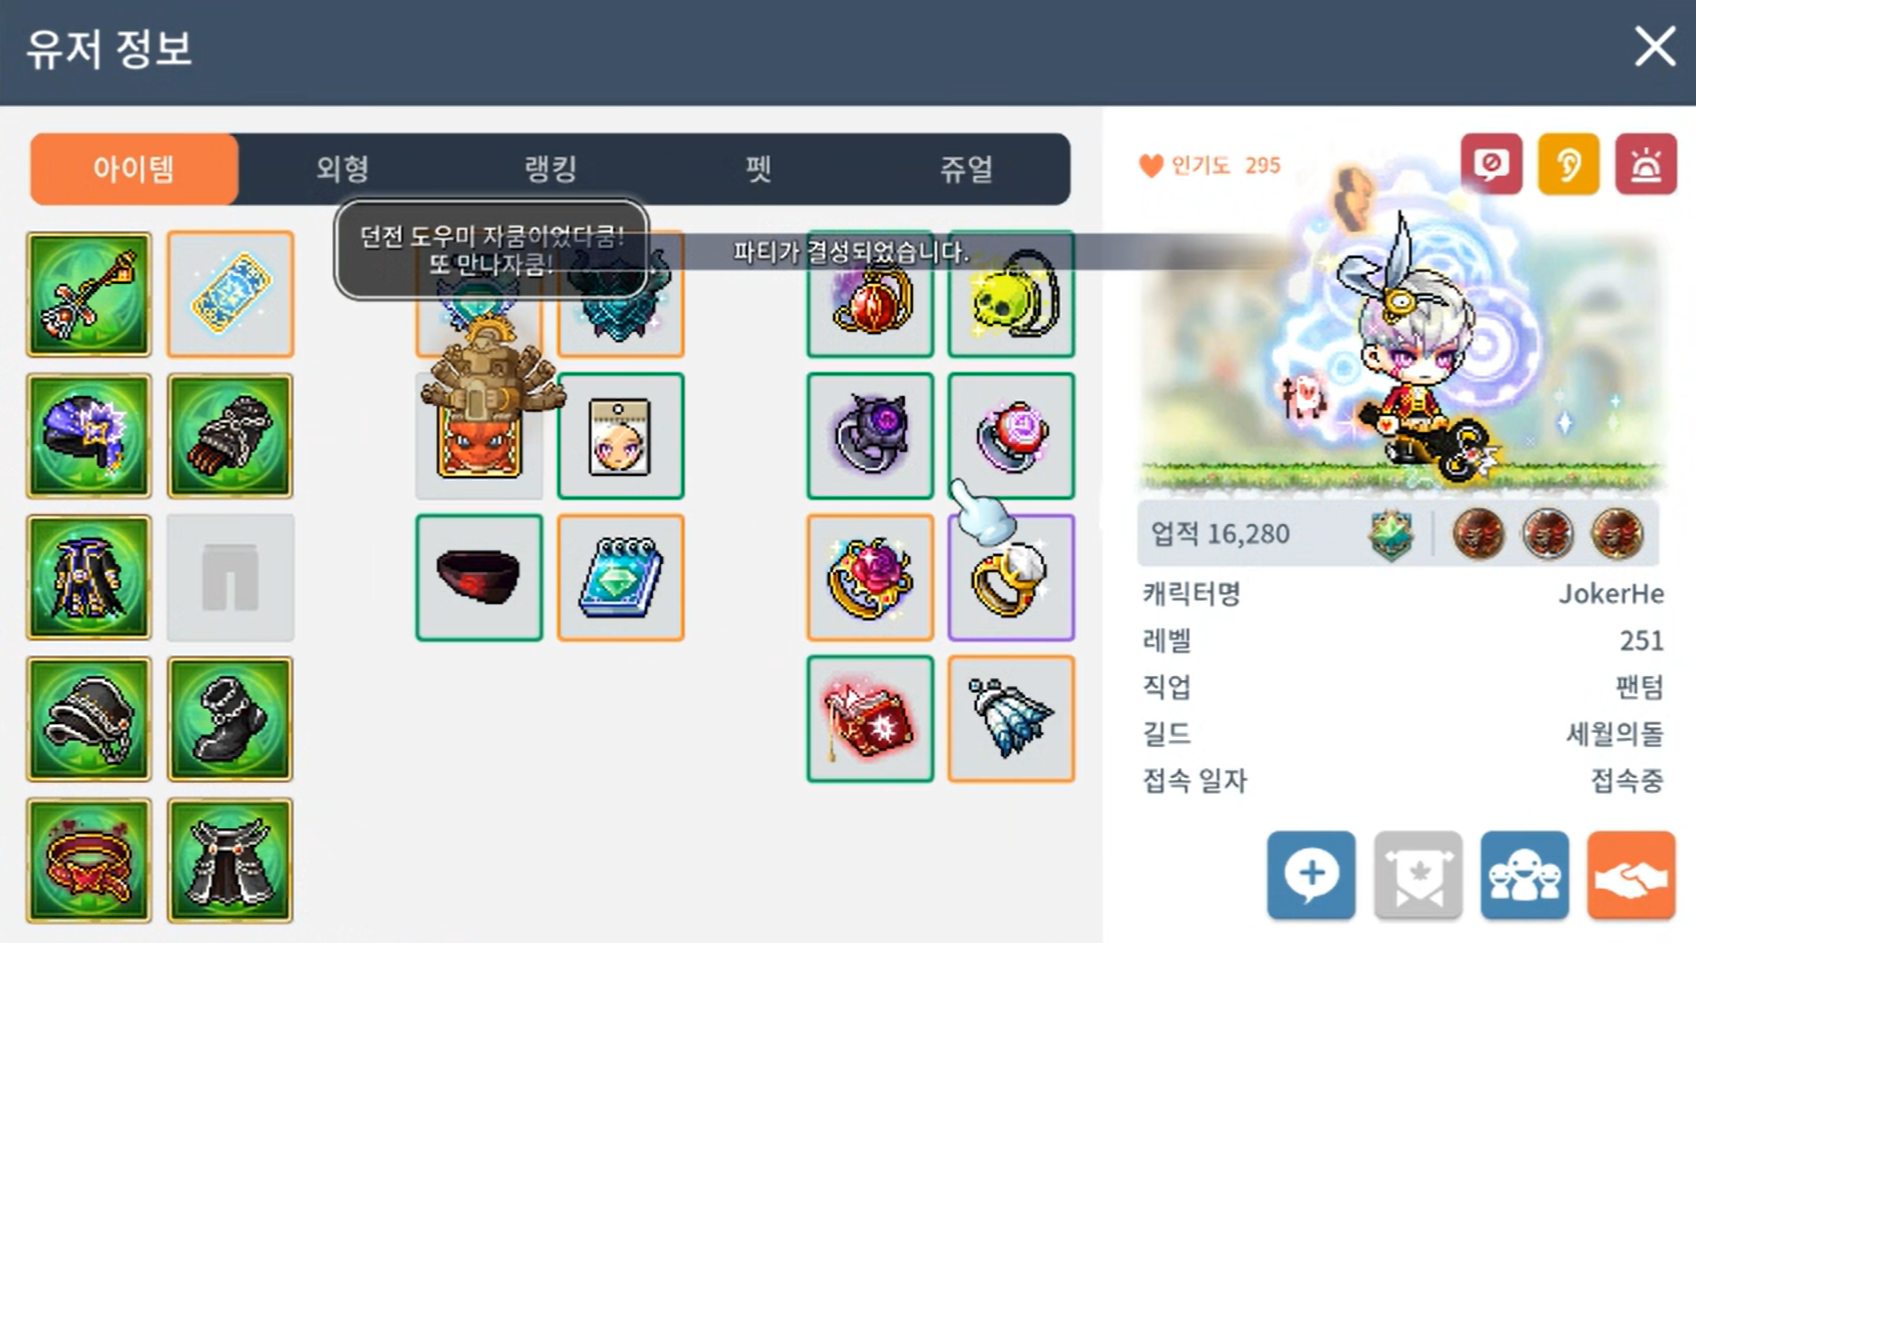 유저 정보
아이템 외형 랭킹 펫 쥬얼
던전 도우미 자쿰이었다쿰!
또 만나자쿰!
파티가 결성되었습니다.
인기도 295
업적 16,280
캐릭터명 JokerHe
레벨 251
직업 팬텀
길드 세월의돌
접속 일자 접속중